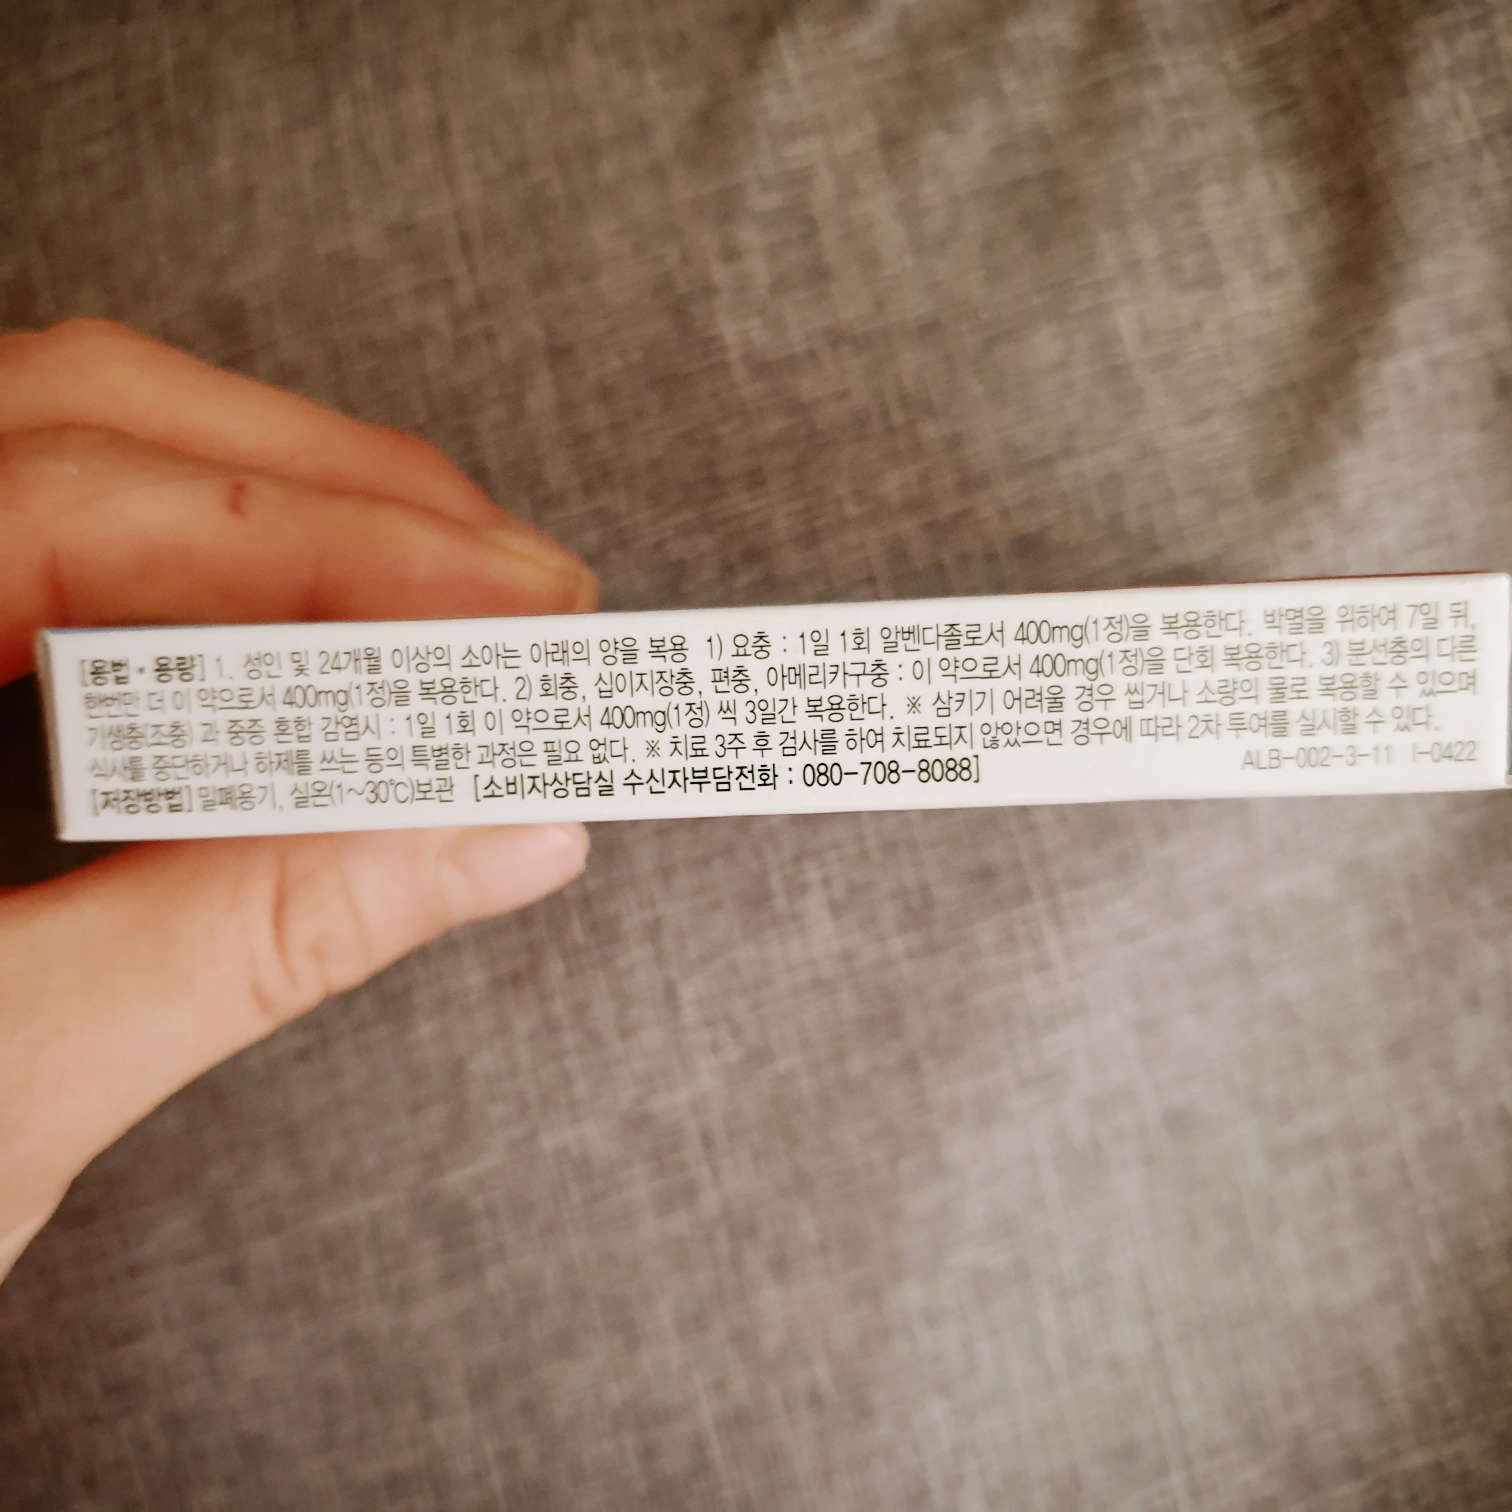 [용법·용량] 1. 성인 및 24개월 이상의 소아는 아래의 양을 복용 1) 요충 : 1일 1회 알벤다졸로서 400mg(1정)을 복용한다. 박멸을 위하여 7일 뒤,
한번만 더 이 약으로서 400mg(1정)을 복용한다. 2) 회충, 십이지장충, 편충, 아메리카구충 : 이 약으로서 400mg(1정)을 단회 복용한다. 3) 분선충의 다른
기생충(조충) 과 중증 혼합 감염시 : 1일 1회 이 약으로서 400mg(1정) 씩 3일간 복용한다. ※ 삼키기 어려울 경우 씹거나 소량의 물로 복용할 수 있으며
식사를 중단하거나 하제를 쓰는 등의 특별한 과정은 필요 없다. ※ 치료 3주 후 검사를 하여 치료되지 않았으면 경우에 따라 2차 투여를 실시할 수 있다.
[저장방법] 밀폐용기, 실온(1~30℃)보관 [소비자상담실 수신자부담전화 : 080-708-8088] ALB-002-3-11 I-0422